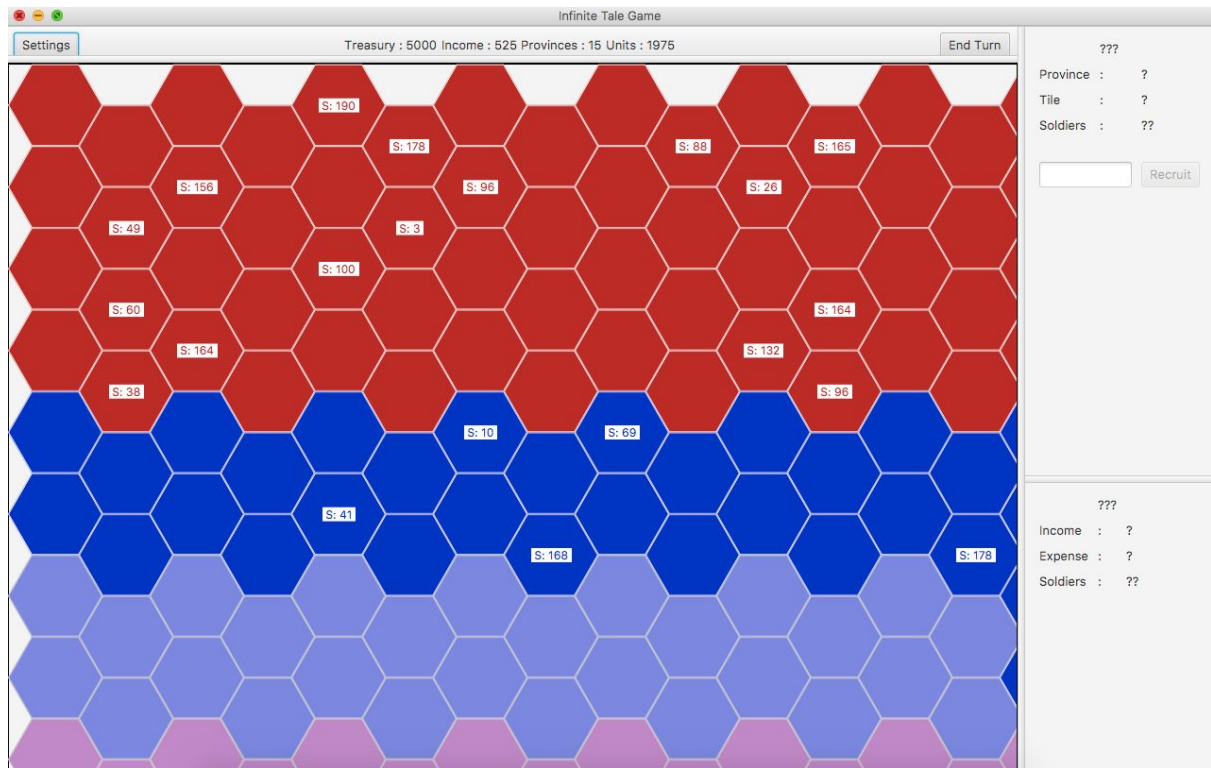 Infinite Tale Game
Settings
Treasury : 5000 Income : 525 Provinces : 15 Units : 1975
End Turn
S: 190
S: 178
S: 88
S: 165
S: 156
S: 96
S: 26
S: 49
S: 3
S: 100
S: 60
S: 164
S: 164
S: 132
S: 38
S: 96
S: 10
S: 69
S: 41
S: 168
S: 178
???
Province : ?
Tile : ?
Soldiers : ??
Recruit
???
Income : ?
Expense : ?
Soldiers : ??